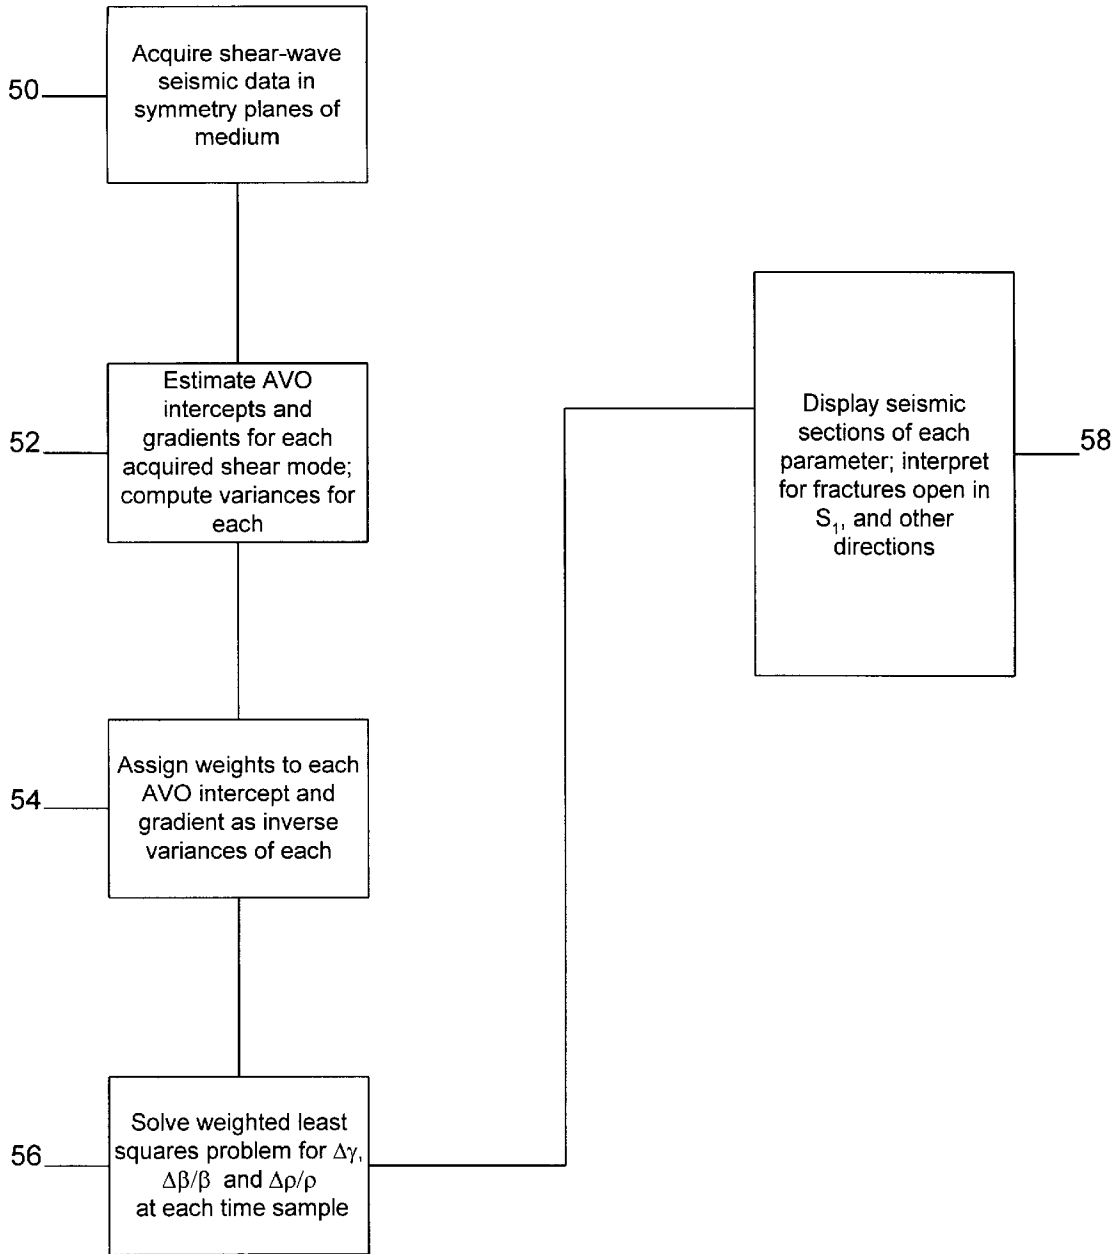 50
Acquire shear-wave
seismic data in
symmetry planes of
medium
52
Estimate AVO
intercepts and
gradients for each
acquired shear mode;
compute variances for
each
54
Assign weights to each
AVO intercept and
gradient as inverse
variances of each
56
Solve weighted least
squares problem for Δγ,
Δβ/β and Δρ/ρ
at each time sample
Display seismic
sections of each
parameter; interpret
for fractures open in
S₁, and other
directions
58